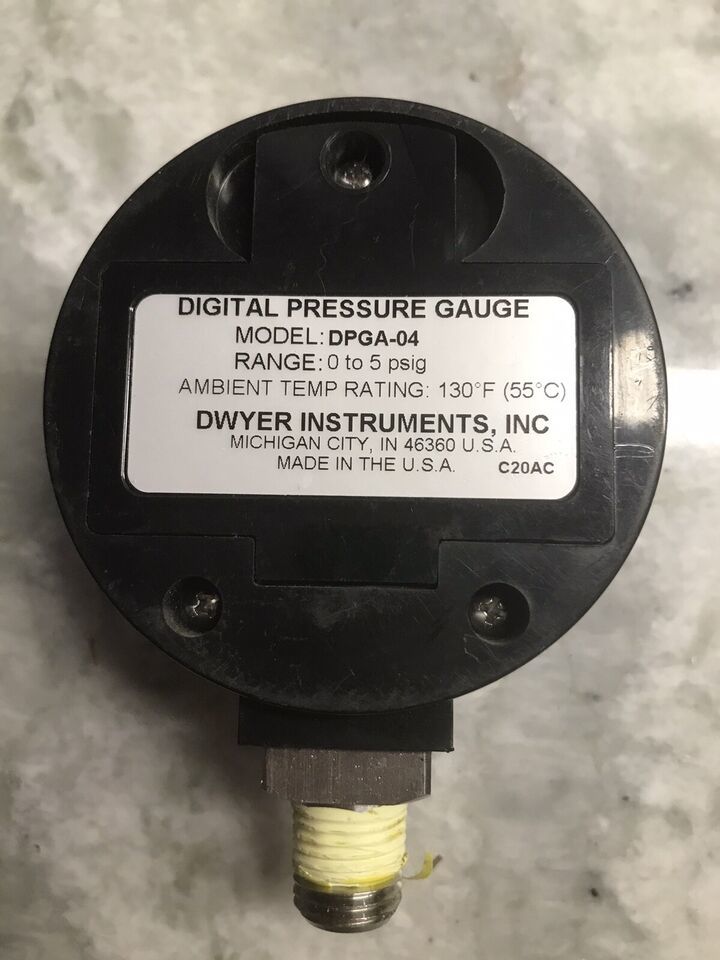 DIGITAL PRESSURE GAUGE
MODEL: DPGA-04
RANGE: 0 to 5 psig
AMBIENT TEMP RATING: 130°F (55°C)
DWYER INSTRUMENTS, INC
MICHIGAN CITY, IN 46360 U.S.A.
MADE IN THE U.S.A. C20AC